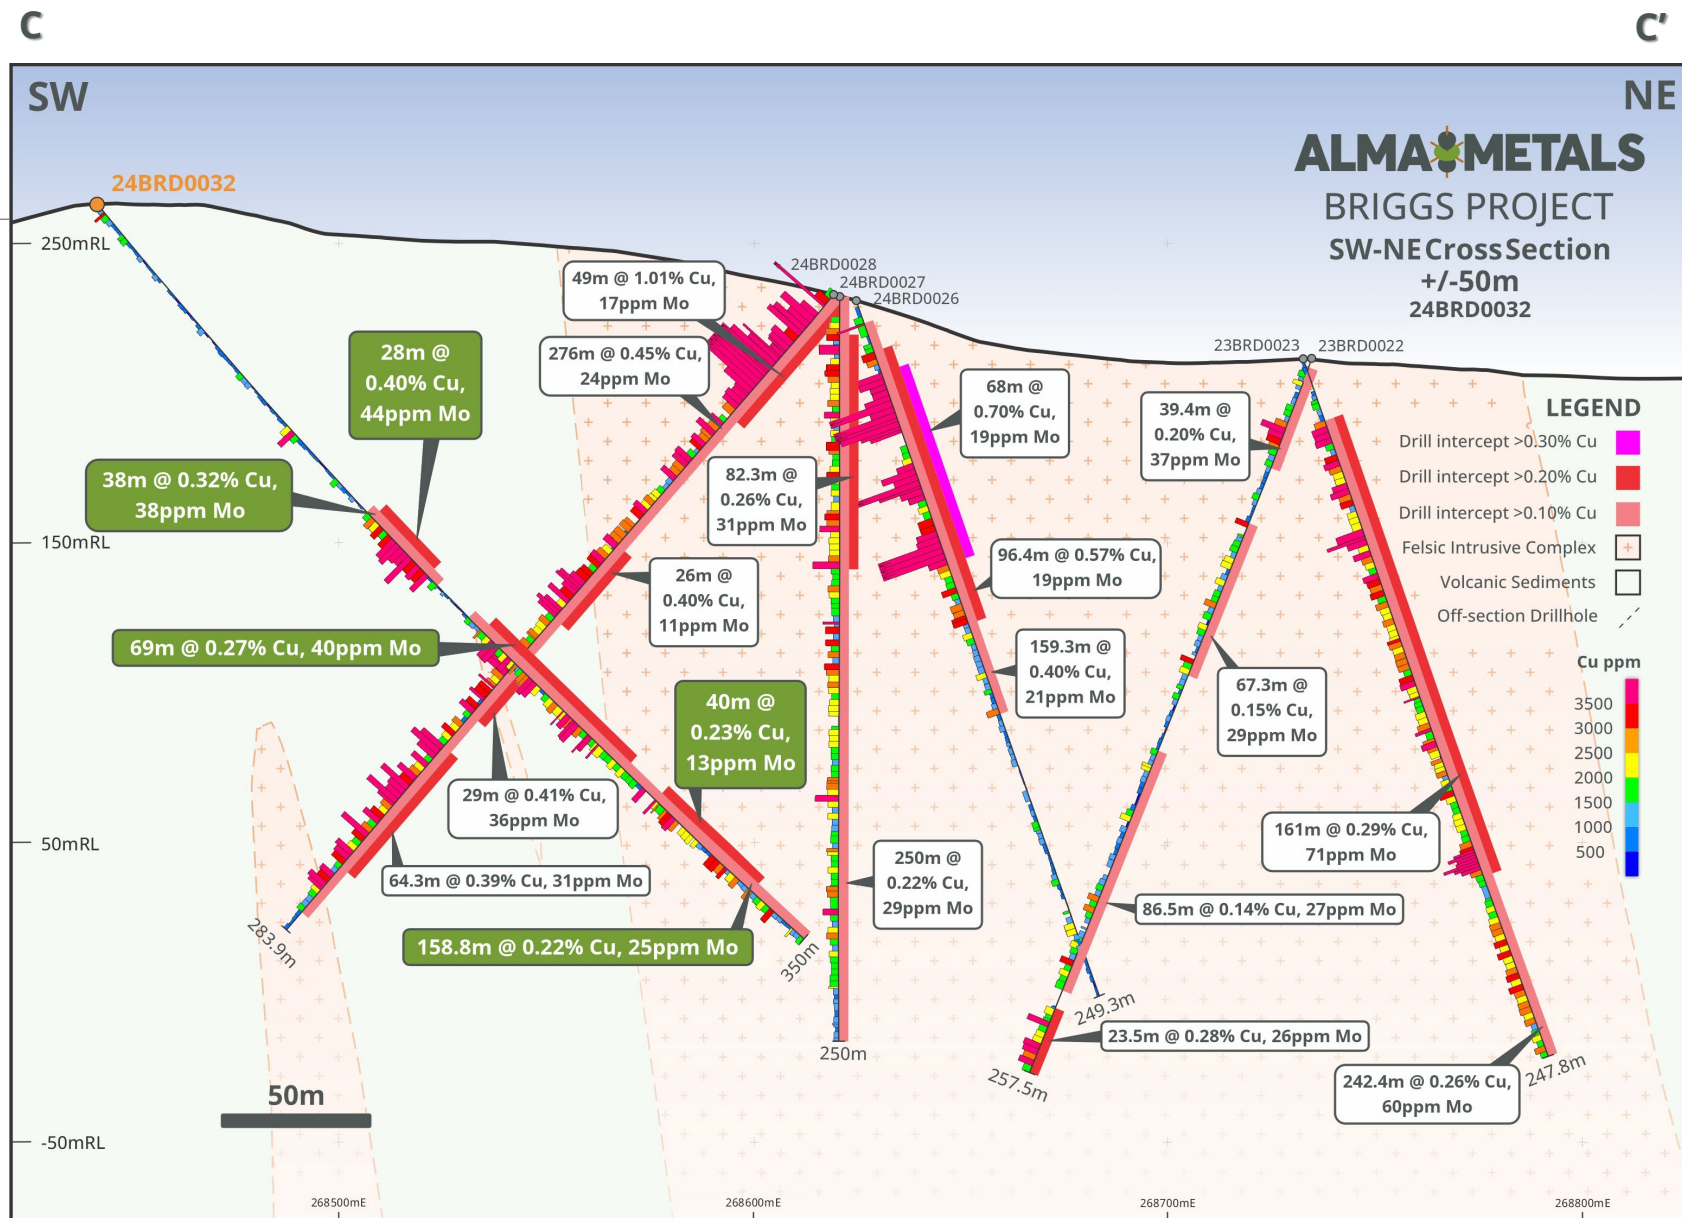 C
C'
SW
NE
ALMA METALS
BRIGGS PROJECT
SW-NE Cross Section
+/-50m
24BRD0032
24BRD0032
250mRL
150mRL
50mRL
-50mRL
24BRD0028
24BRD0027
24BRD0026
23BRD0023
23BRD0022
49m @ 1.01% Cu,
17ppm Mo
276m @ 0.45% Cu,
24ppm Mo
28m @
0.40% Cu,
44ppm Mo
38m @ 0.32% Cu,
38ppm Mo
69m @ 0.27% Cu, 40ppm Mo
82.3m @
0.26% Cu,
31ppm Mo
26m @
0.40% Cu,
11ppm Mo
68m @
0.70% Cu,
19ppm Mo
96.4m @ 0.57% Cu,
19ppm Mo
159.3m @
0.40% Cu,
21ppm Mo
39.4m @
0.20% Cu,
37ppm Mo
67.3m @
0.15% Cu,
29ppm Mo
40m @
0.23% Cu,
13ppm Mo
29m @ 0.41% Cu,
36ppm Mo
64.3m @ 0.39% Cu, 31ppm Mo
158.8m @ 0.22% Cu, 25ppm Mo
250m @
0.22% Cu,
29ppm Mo
161m @ 0.29% Cu,
71ppm Mo
86.5m @ 0.14% Cu, 27ppm Mo
23.5m @ 0.28% Cu, 26ppm Mo
242.4m @ 0.26% Cu,
60ppm Mo
283.9m
350m
250m
249.3m
257.5m
247.8m
LEGEND
Drill intercept >0.30% Cu
Drill intercept >0.20% Cu
Drill intercept >0.10% Cu
Felsic Intrusive Complex
Volcanic Sediments
Off-section Drillhole
Cu ppm
3500
3000
2500
2000
1500
1000
500
50m
268500mE
268600mE
268700mE
268800mE